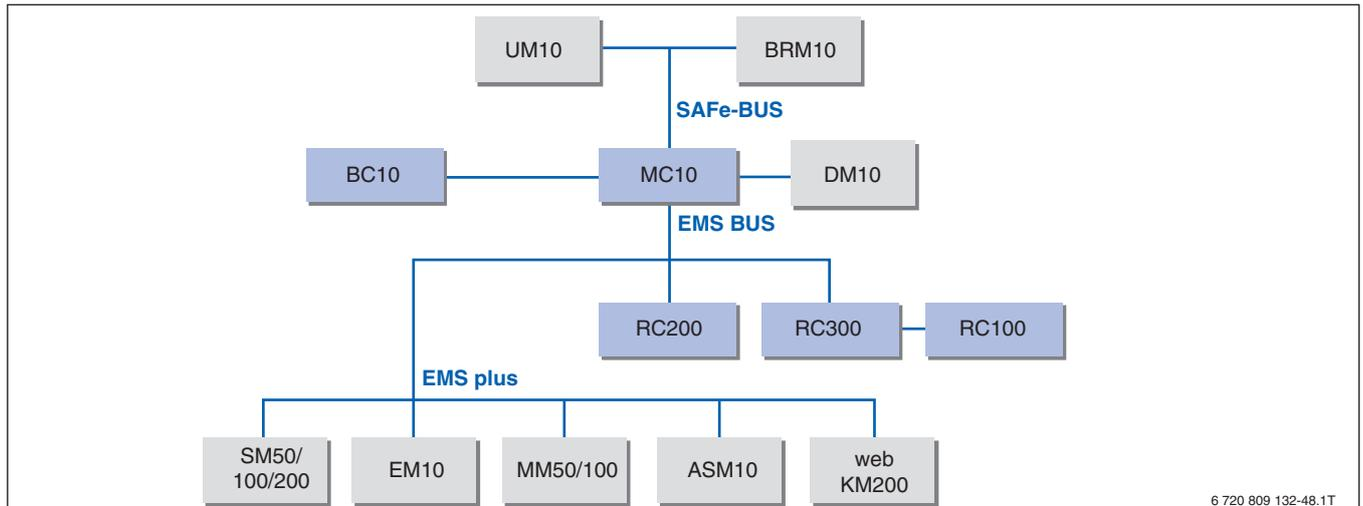 UM10
BRM10
SAFe-BUS
BC10
MC10
DM10
EMS BUS
RC200
RC300
RC100
EMS plus
SM50/
100/200
EM10
MM50/100
ASM10
web
KM200
6 720 809 132-48.1T